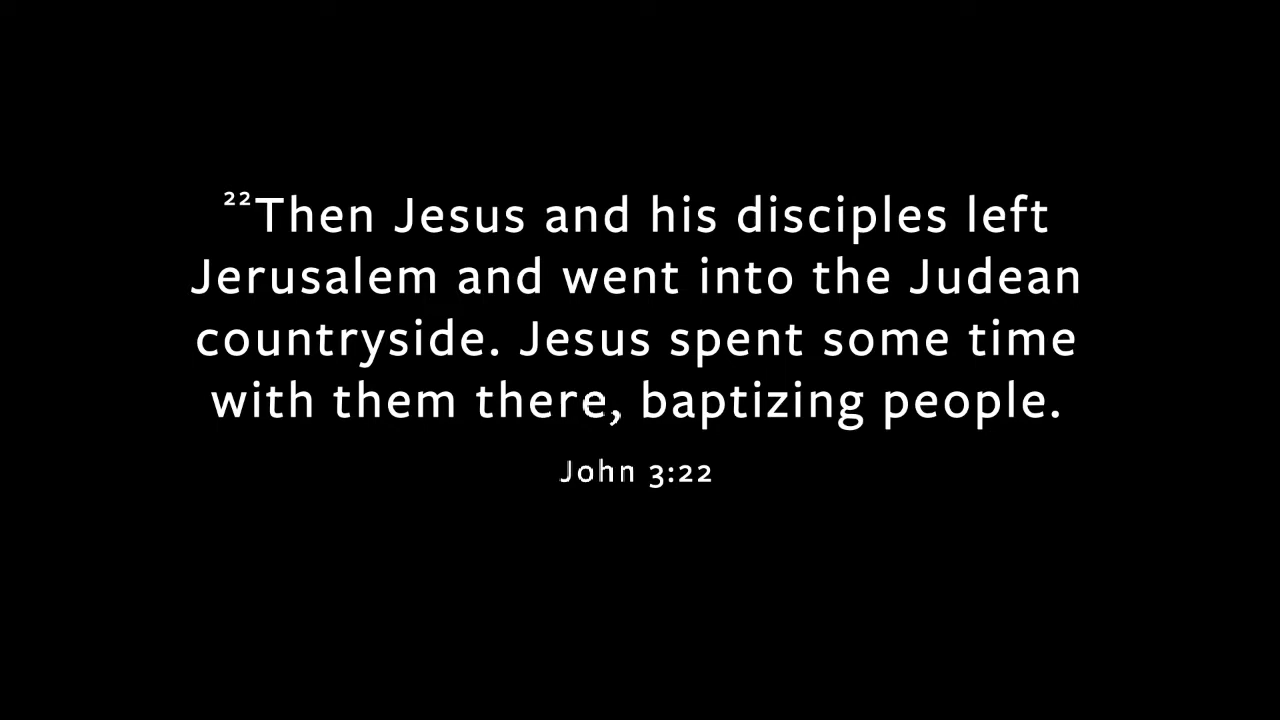 ²²Then Jesus and his disciples left
Jerusalem and went into the Judean
countryside. Jesus spent some time
with them there, baptizing people.
John 3:22